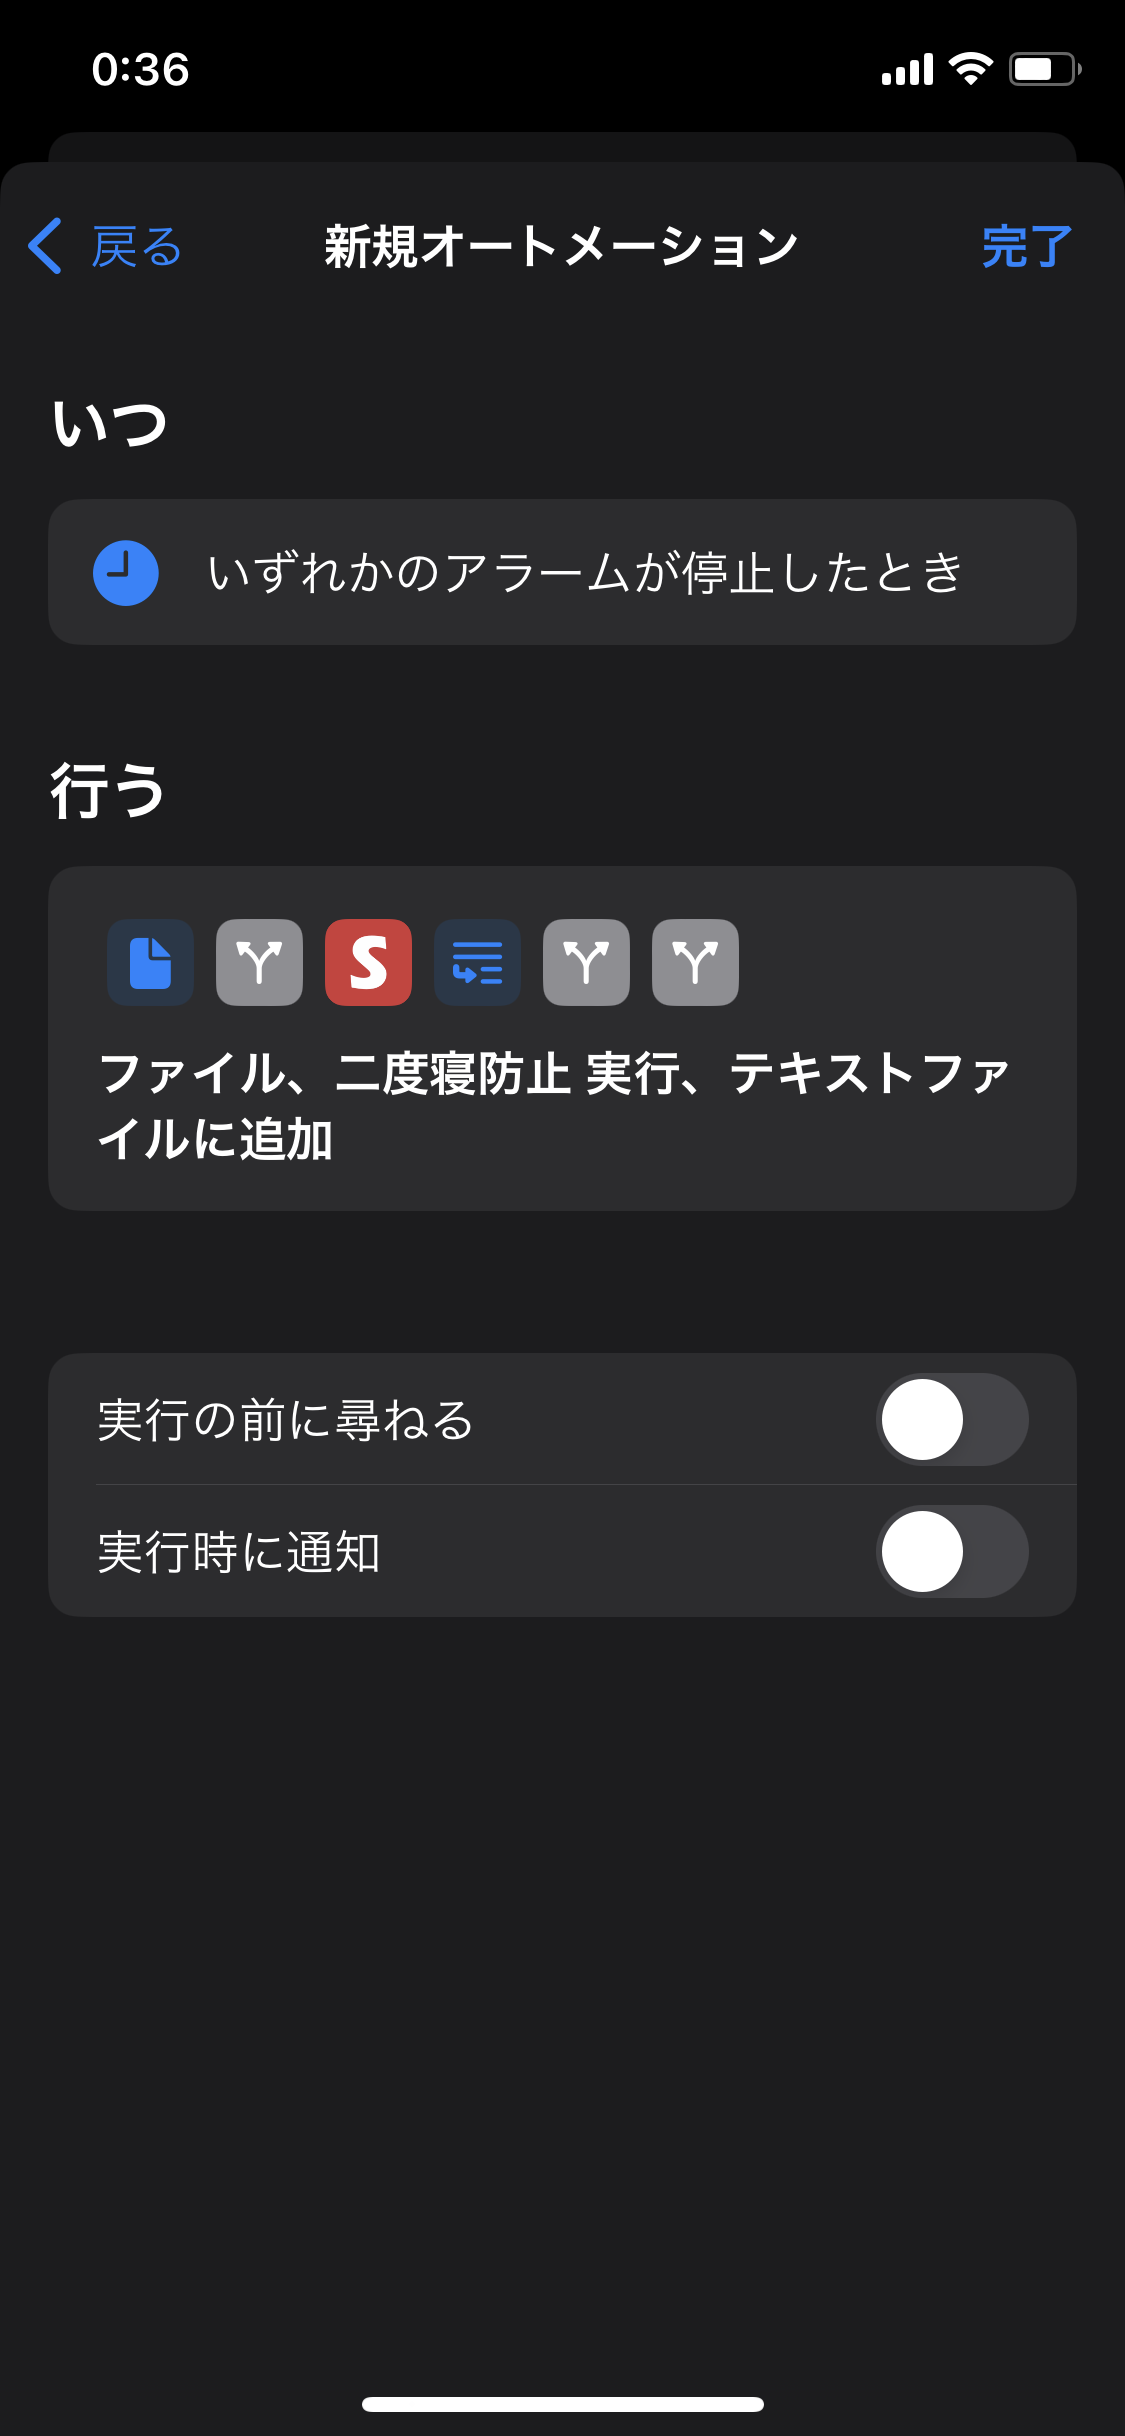 0:36
戻る
新規オートメーション
完了
いつ
いずれかのアラームが停止したとき
行う
S
ファイル、二度寝防止 実行、テキストファ
イルに追加
実行の前に尋ねる
実行時に通知